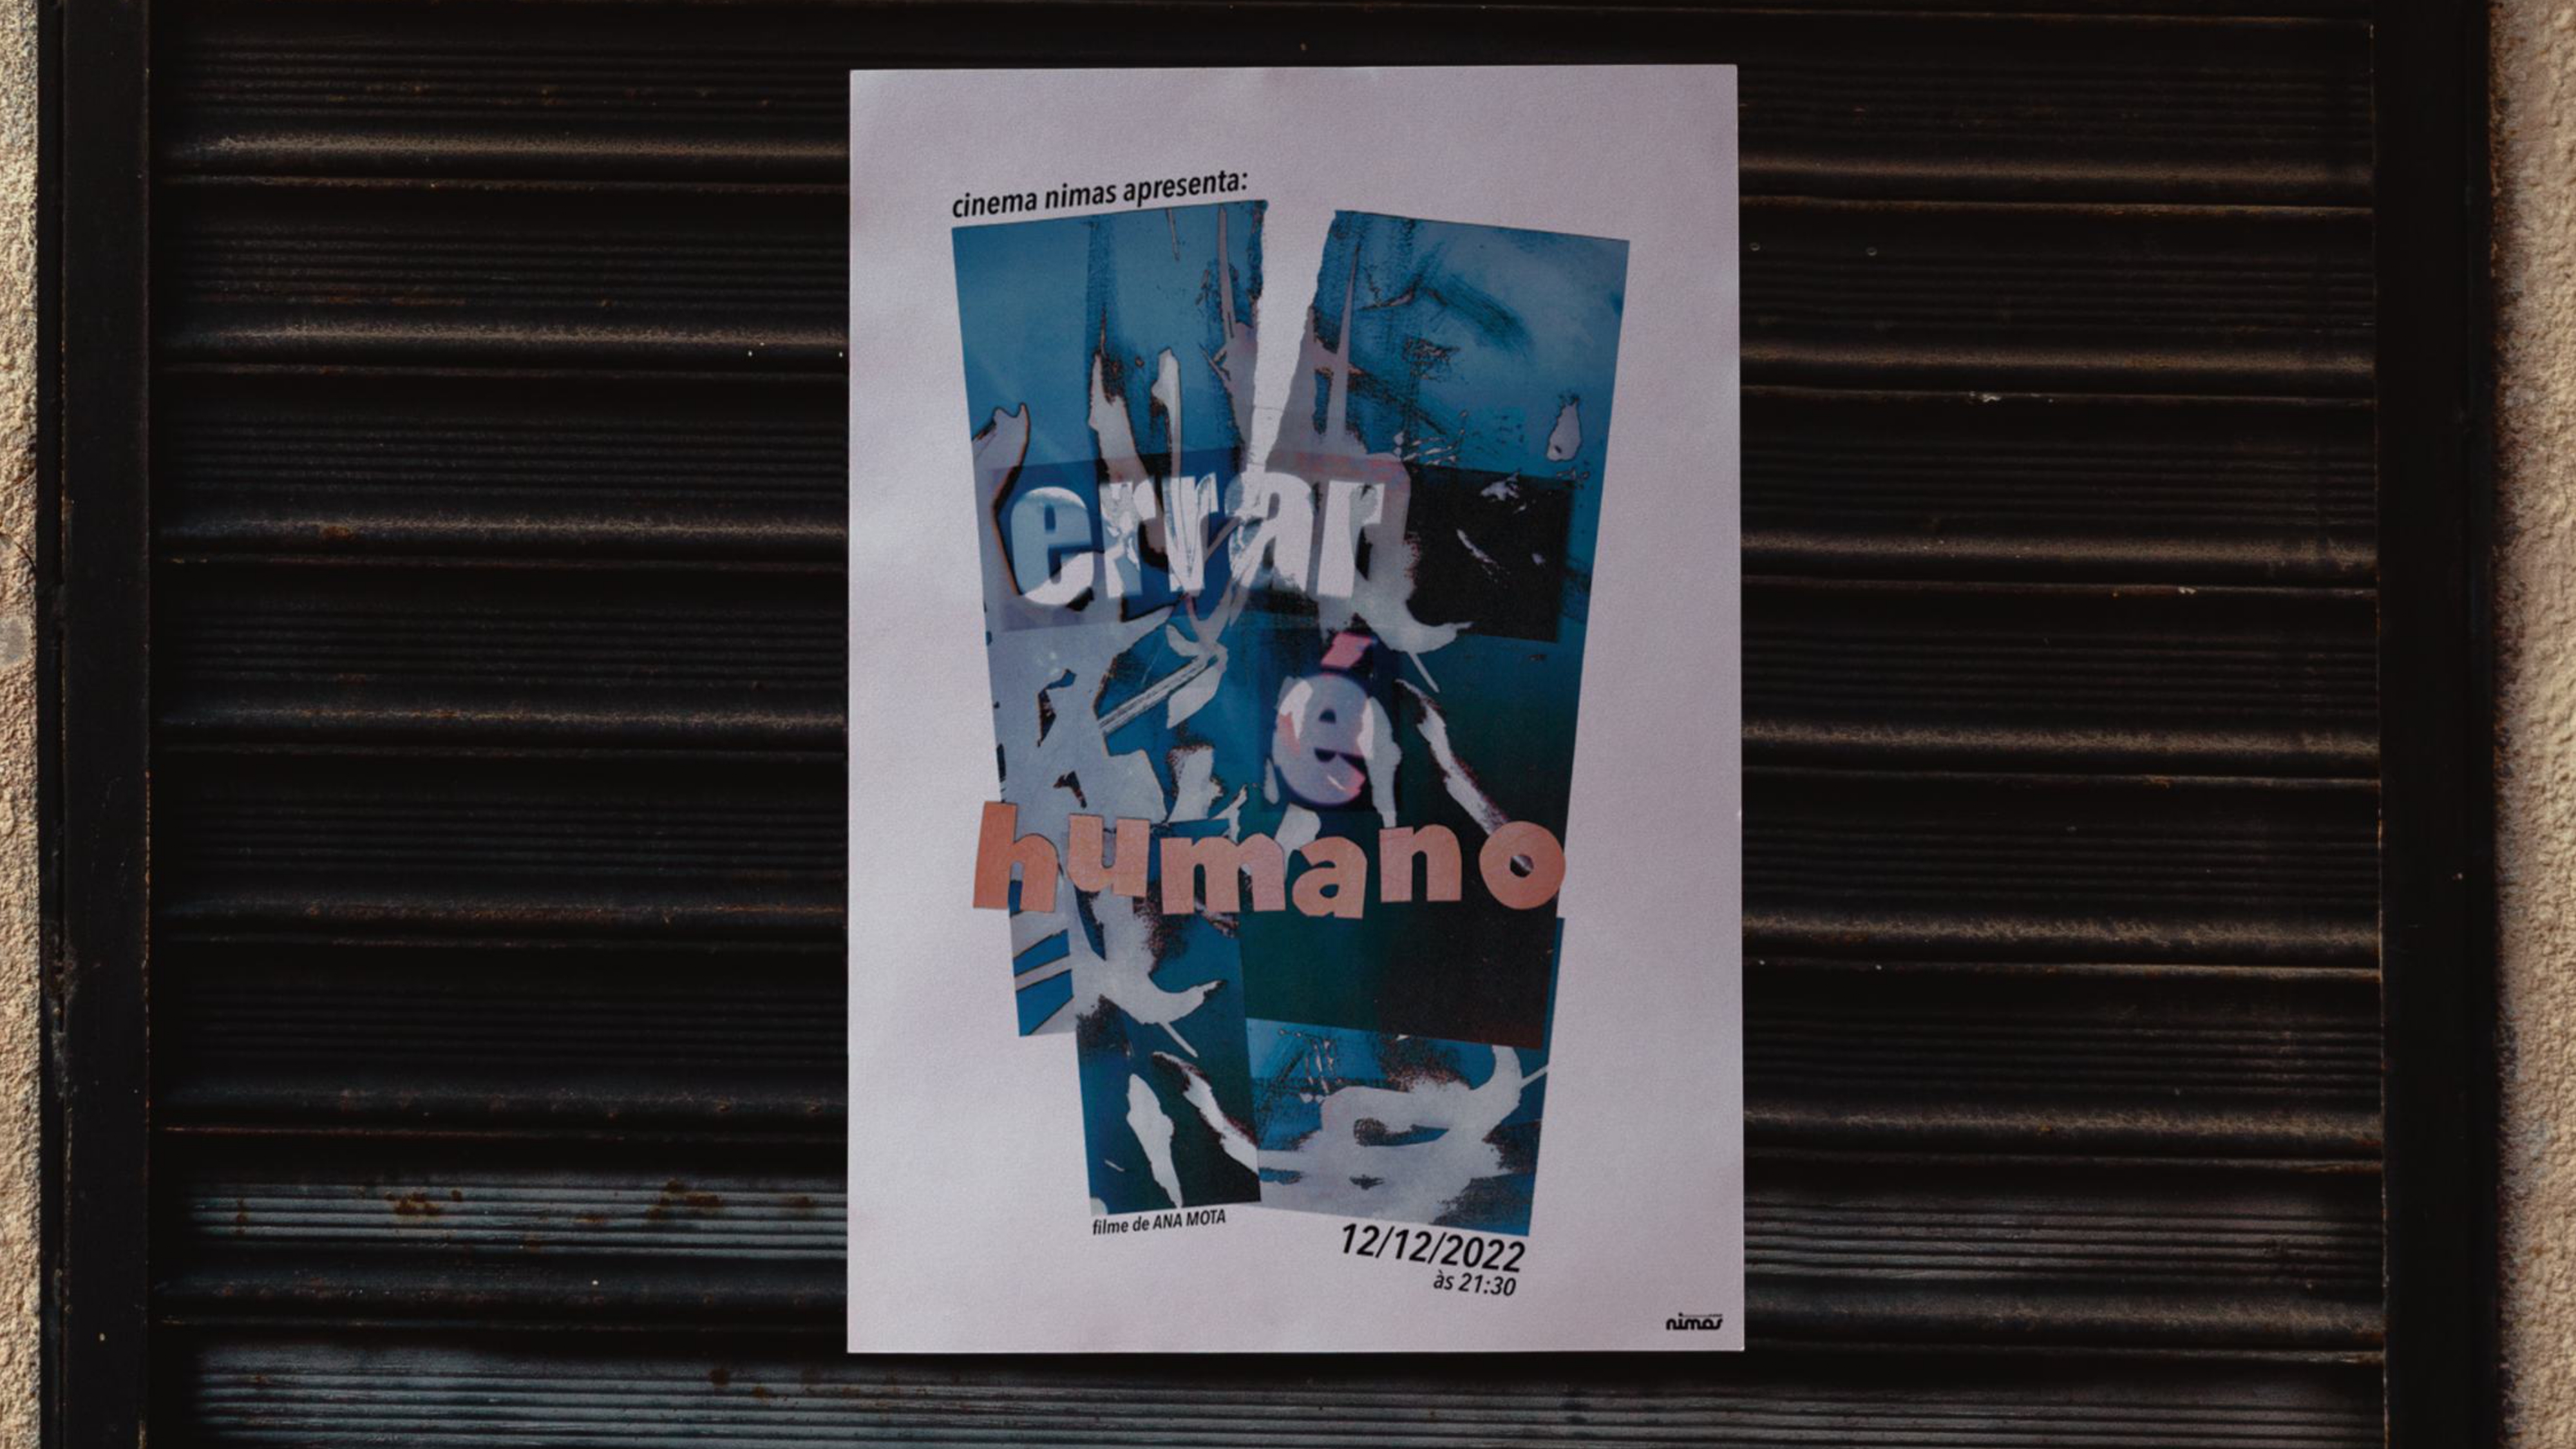 cinema nimas apresenta:
errar
é
humano
filme de ANA MOTA
12/12/2022
às 21:30
nimas